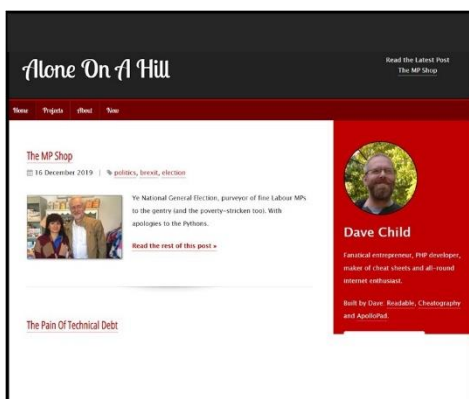 Alone On A Hill
Read the Latest Post
The MP Shop
Home Projects About Now
The MP Shop
16 December 2019 | politics, brexit, election
Ye National General Election, purveyor of fine Labour MPs
to the gentry (and the poverty-stricken too). With
apologies to the Pythons.
Read the rest of this post »
The Pain Of Technical Debt
Dave Child
Fanatical entrepreneur, PHP developer,
maker of cheat sheets and all-round
internet enthusiast.
Built by Dave: Readable, Cheatography
and ApolloPad.